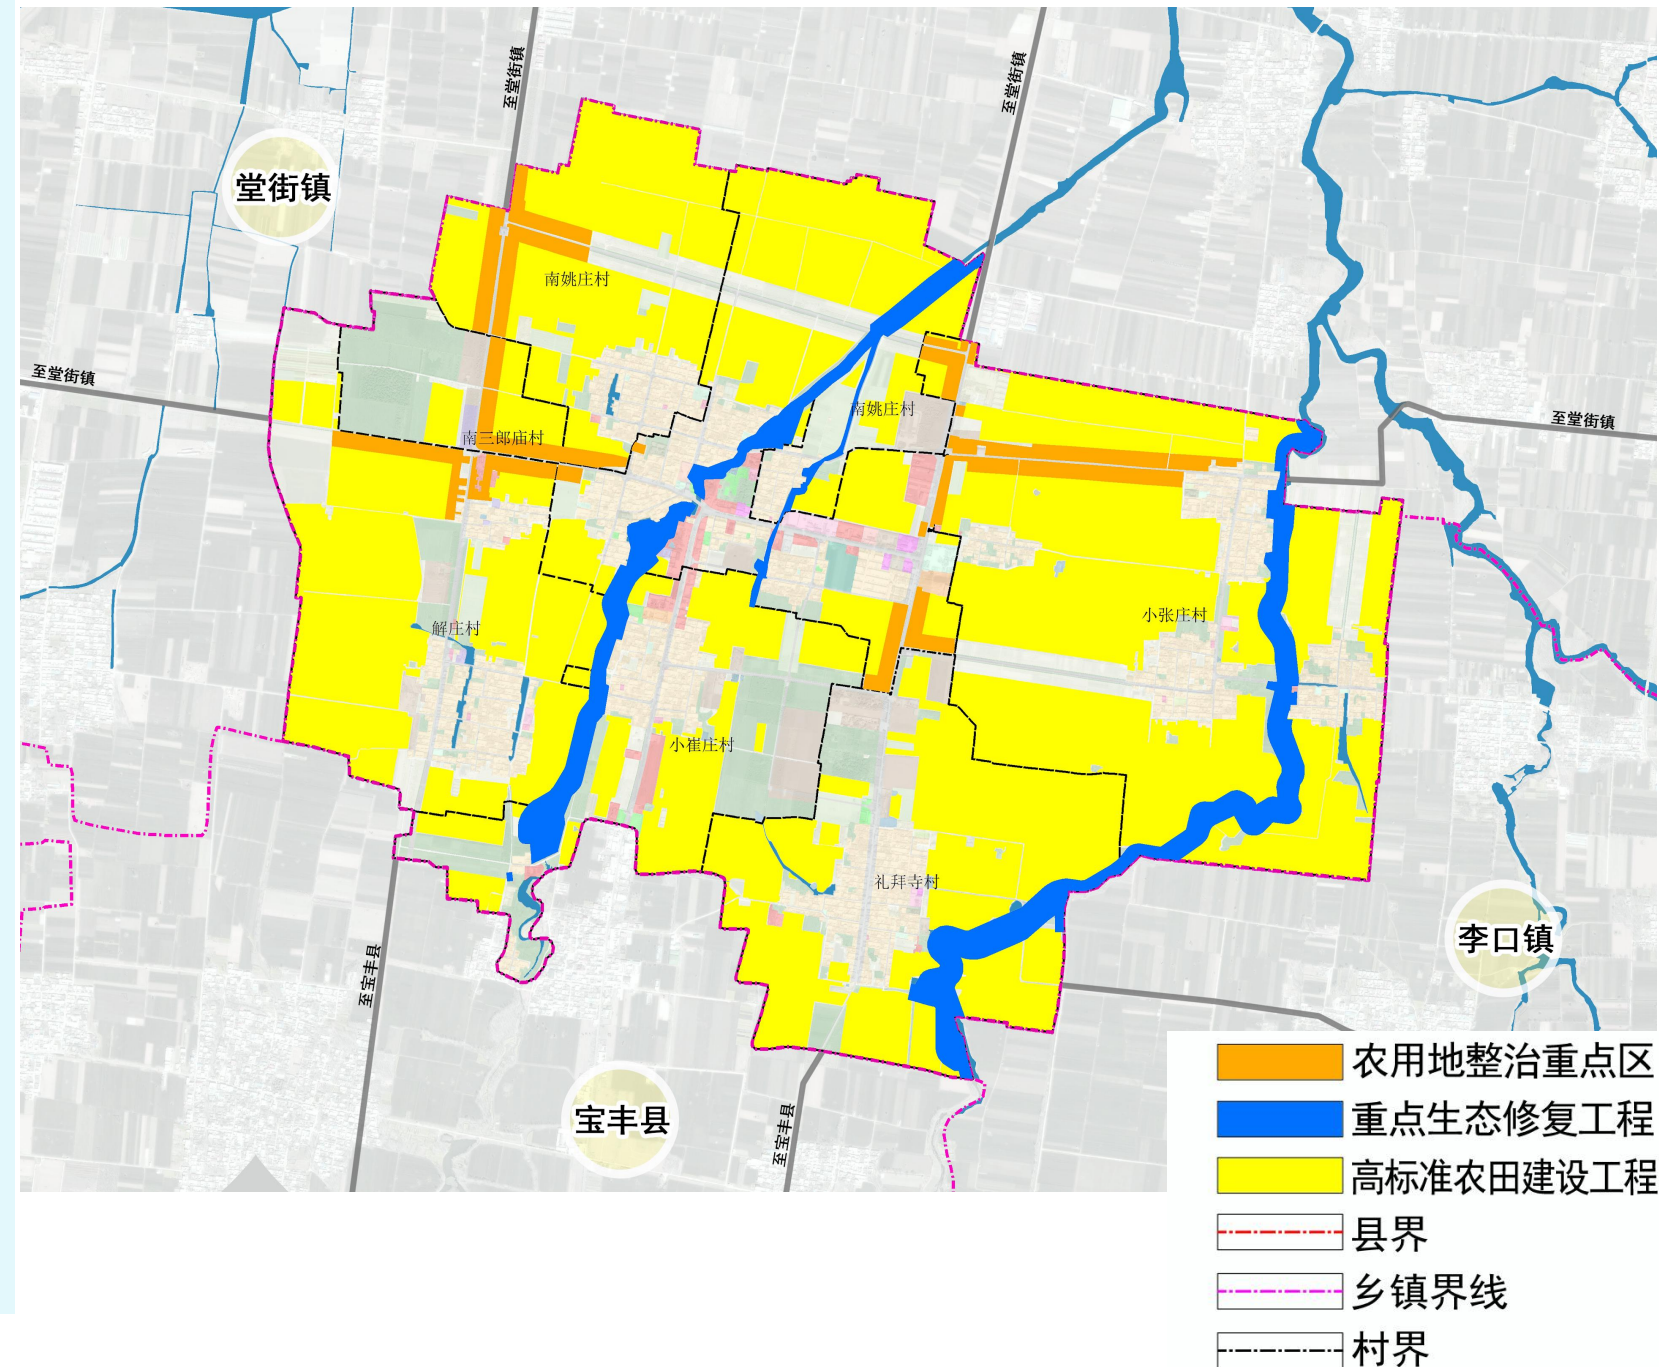 至堂街镇
至堂街镇
堂街镇
南姚庄村
至堂街镇
南姚庄村
至堂街镇
南三郎庙村
小张庄村
解庄村
小崔庄村
礼拜寺村
李口镇
至宝丰县
宝丰县
至宝丰县
农用地整治重点区
重点生态修复工程
高标准农田建设工程
县界
乡镇界线
村界